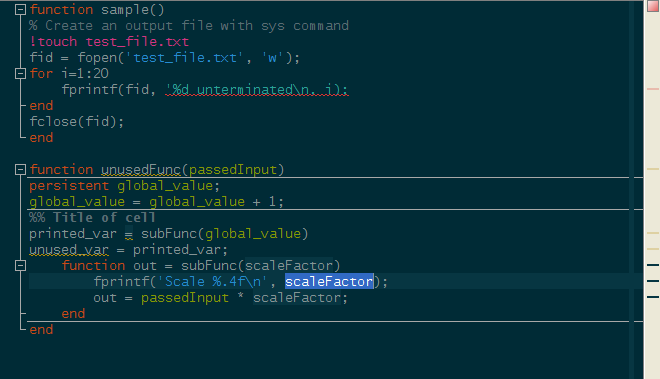 function sample()
% Create an output file with sys command
!touch test_file.txt
fid = fopen('test_file.txt', 'w');
for i=1:20
    fprintf(fid, '%d unterminated\n, i);
end
fclose(fid);
end

function unusedFunc(passedInput)
persistent global_value;
global_value = global_value + 1;
%% Title of cell
printed_var = subFunc(global_value)
unused_var = printed_var;
    function out = subFunc(scaleFactor)
        fprintf('Scale %.4f\n', scaleFactor);
        out = passedInput * scaleFactor;
    end
end